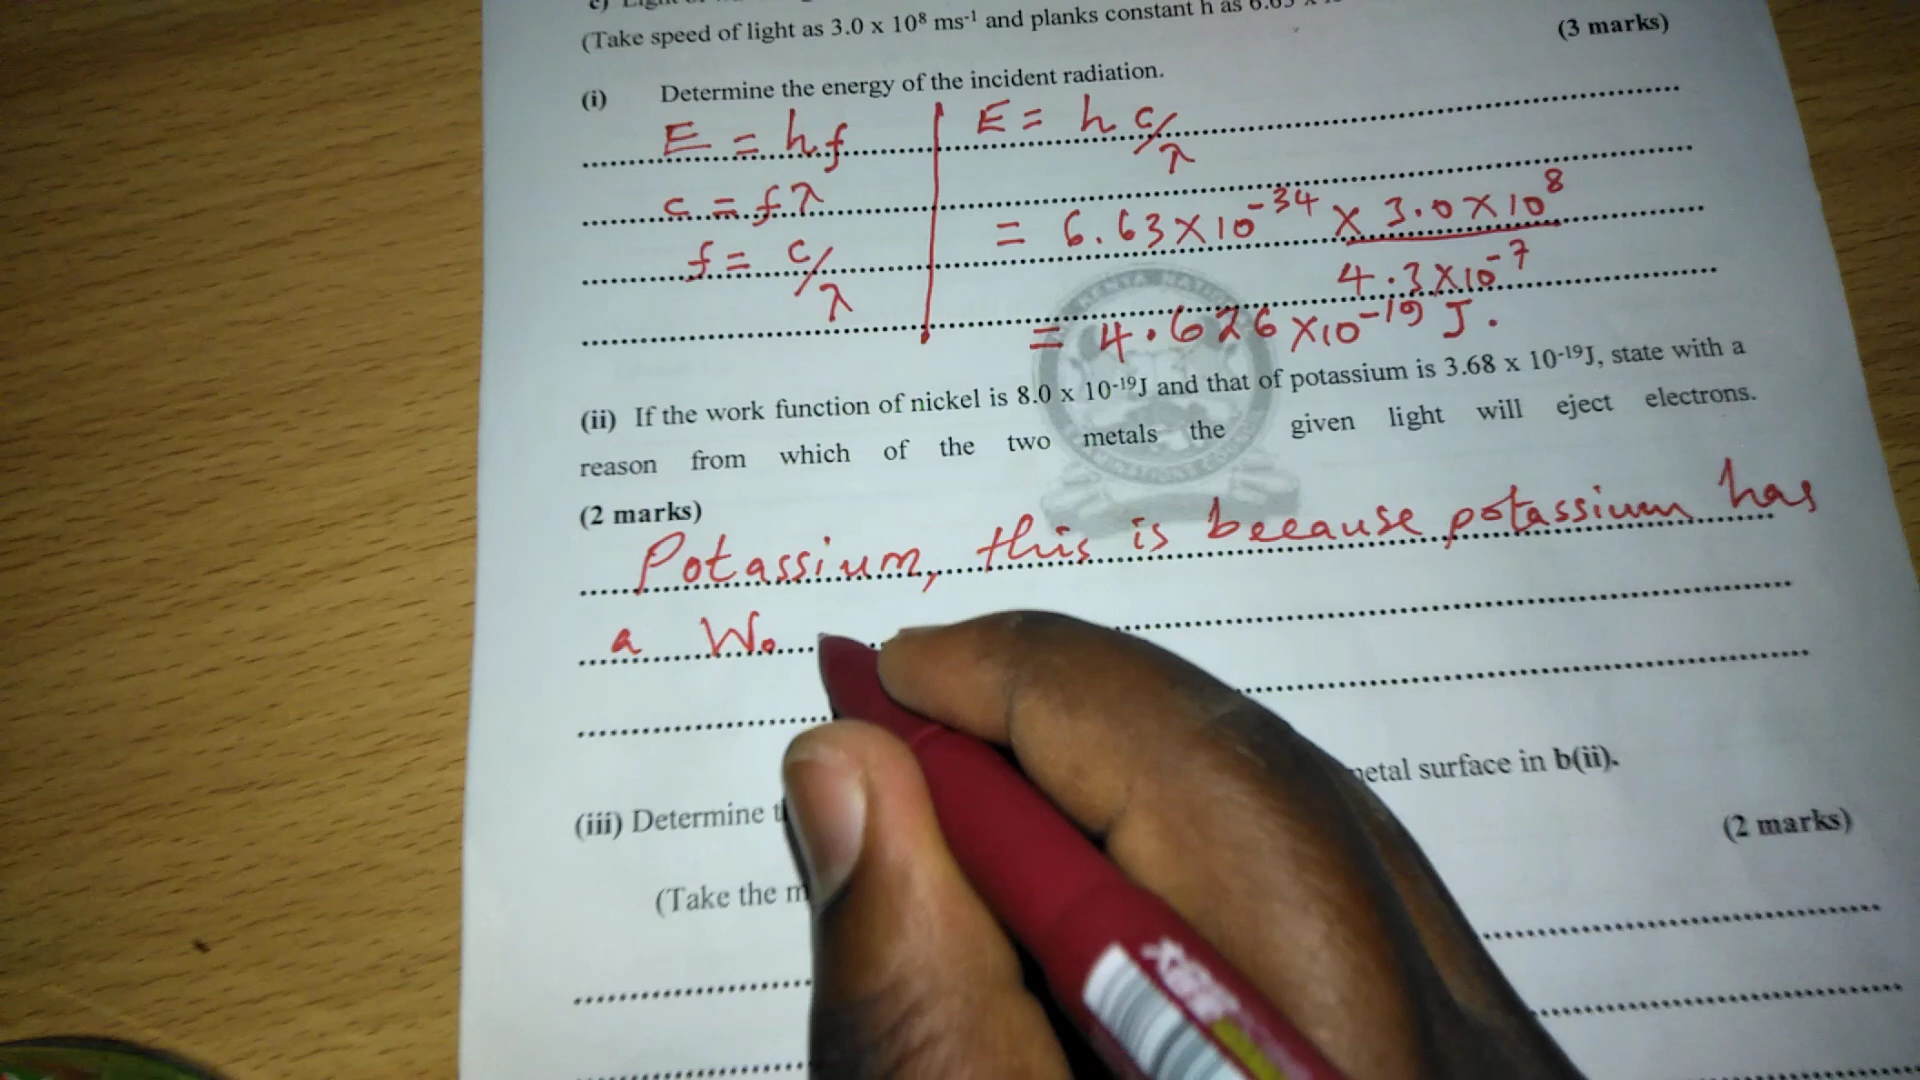 (Take speed of light as 3.0 x 10⁸ ms⁻¹ and planks constant h as 6.63 x
(3 marks)
(i) Determine the energy of the incident radiation.
E = hf
c = fλ
f = c/λ
E = h c/λ
= 6.63×10⁻³⁴ × 3.0×10⁸
4.3×10⁻⁷
= 4.626×10⁻¹⁹ J.
(ii) If the work function of nickel is 8.0 x 10⁻¹⁹J and that of potassium is 3.68 x 10⁻¹⁹J, state with a
reason from which of the two metals the given light will eject electrons.
(2 marks)
Potassium, this is because potassium has
a Wo
(iii) Determine etal surface in b(ii).
(2 marks)
(Take the m